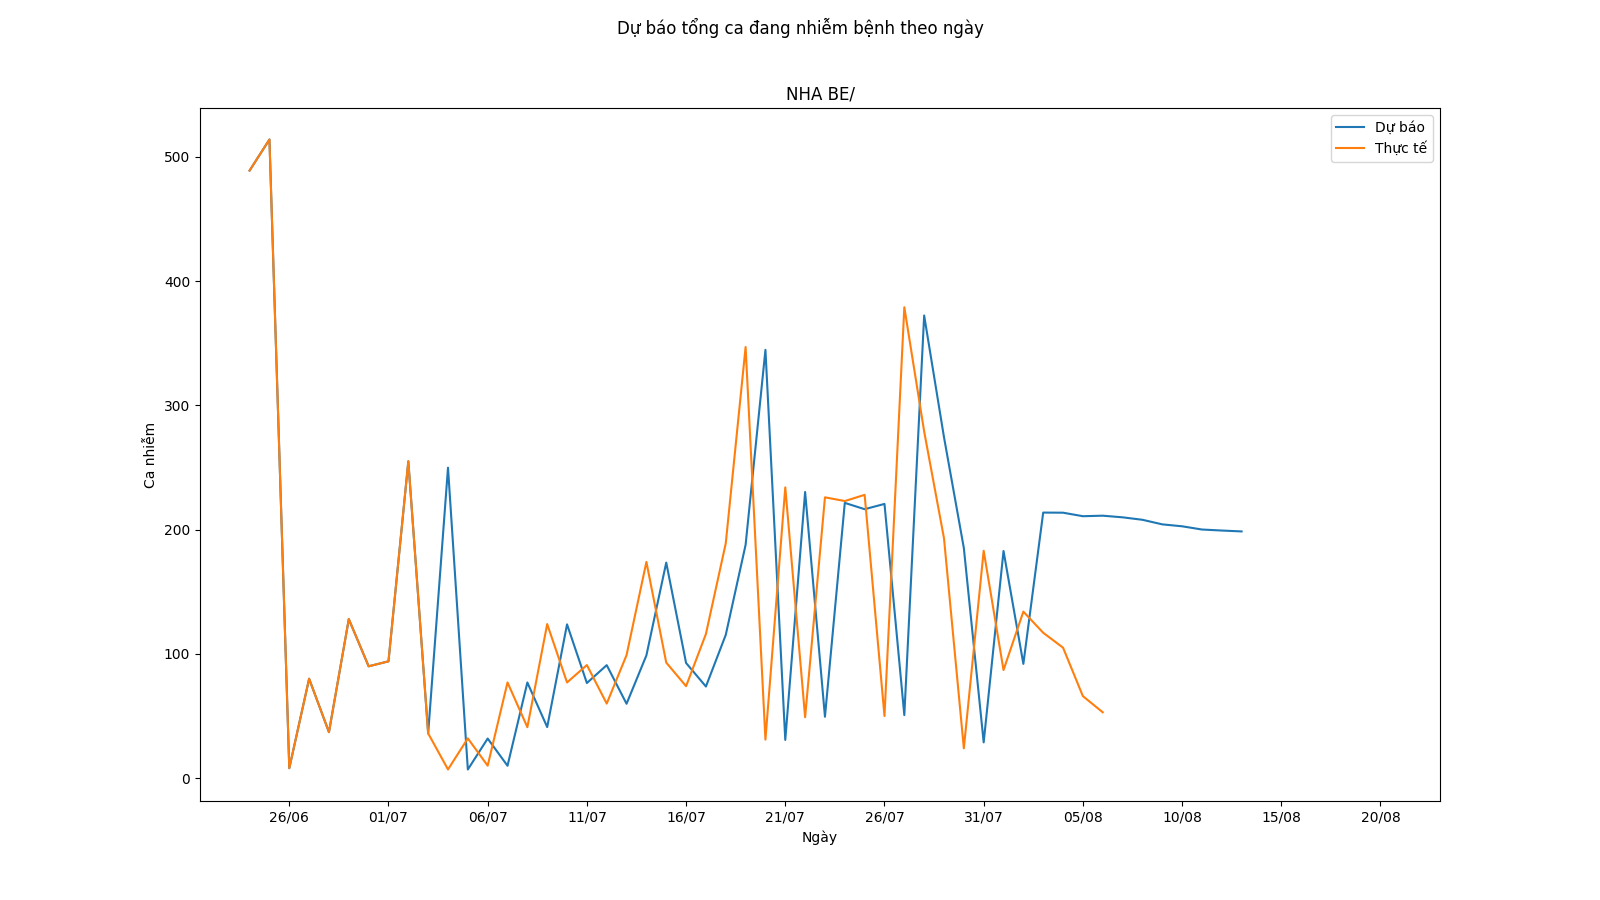 Dự báo tổng ca đang nhiễm bệnh theo ngày
NHA BE/
Dự báo
Thực tế
500
400
300
200
100
0
Ca nhiễm
26/06 01/07 06/07 11/07 16/07 21/07 26/07 31/07 05/08 10/08 15/08 20/08
Ngày